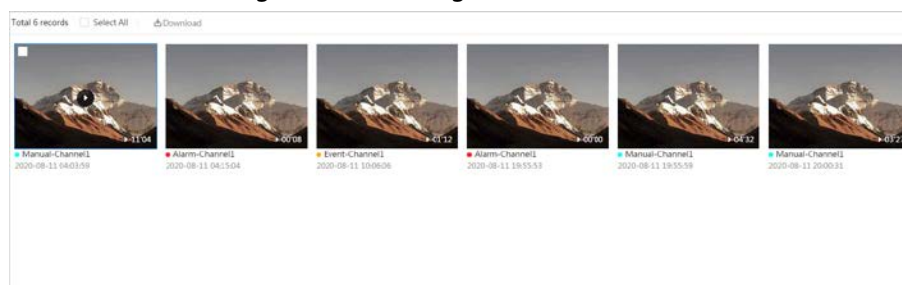 Total 6 records Select All Download
11:04 00:08 01:12 00:00 04:32
Manual-Channel1 Alarm-Channel1 Event-Channel1 Alarm-Channel1 Manual-Channel1 Manual-Channel1
2020-08-11 04:03:59 2020-08-11 04:15:04 2020-08-11 10:06:06 2020-08-11 19:55:53 2020-08-11 19:55:59 2020-08-11 20:00:31